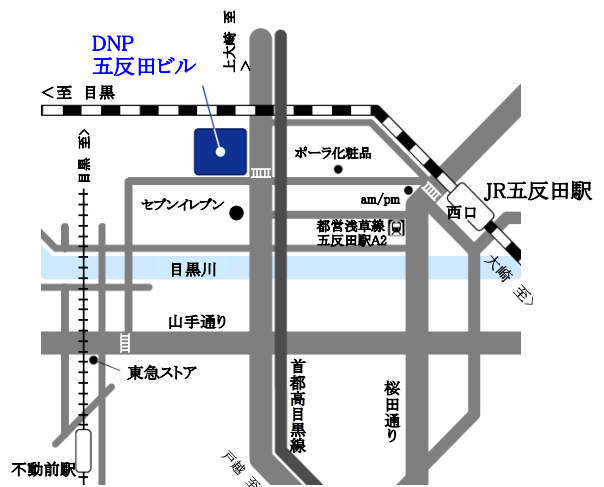 上大崎 至
＞
DNP
五反田ビル
＜至 目黒
目黒 至＞
ポーラ化粧品
am/pm
JR五反田駅
西口
セブンイレブン
都営浅草線
五反田駅A2
大崎 至＞
目黒川
山手通り
東急ストア
首都高目黒線
桜田通り
不動前駅
戸越 至＞